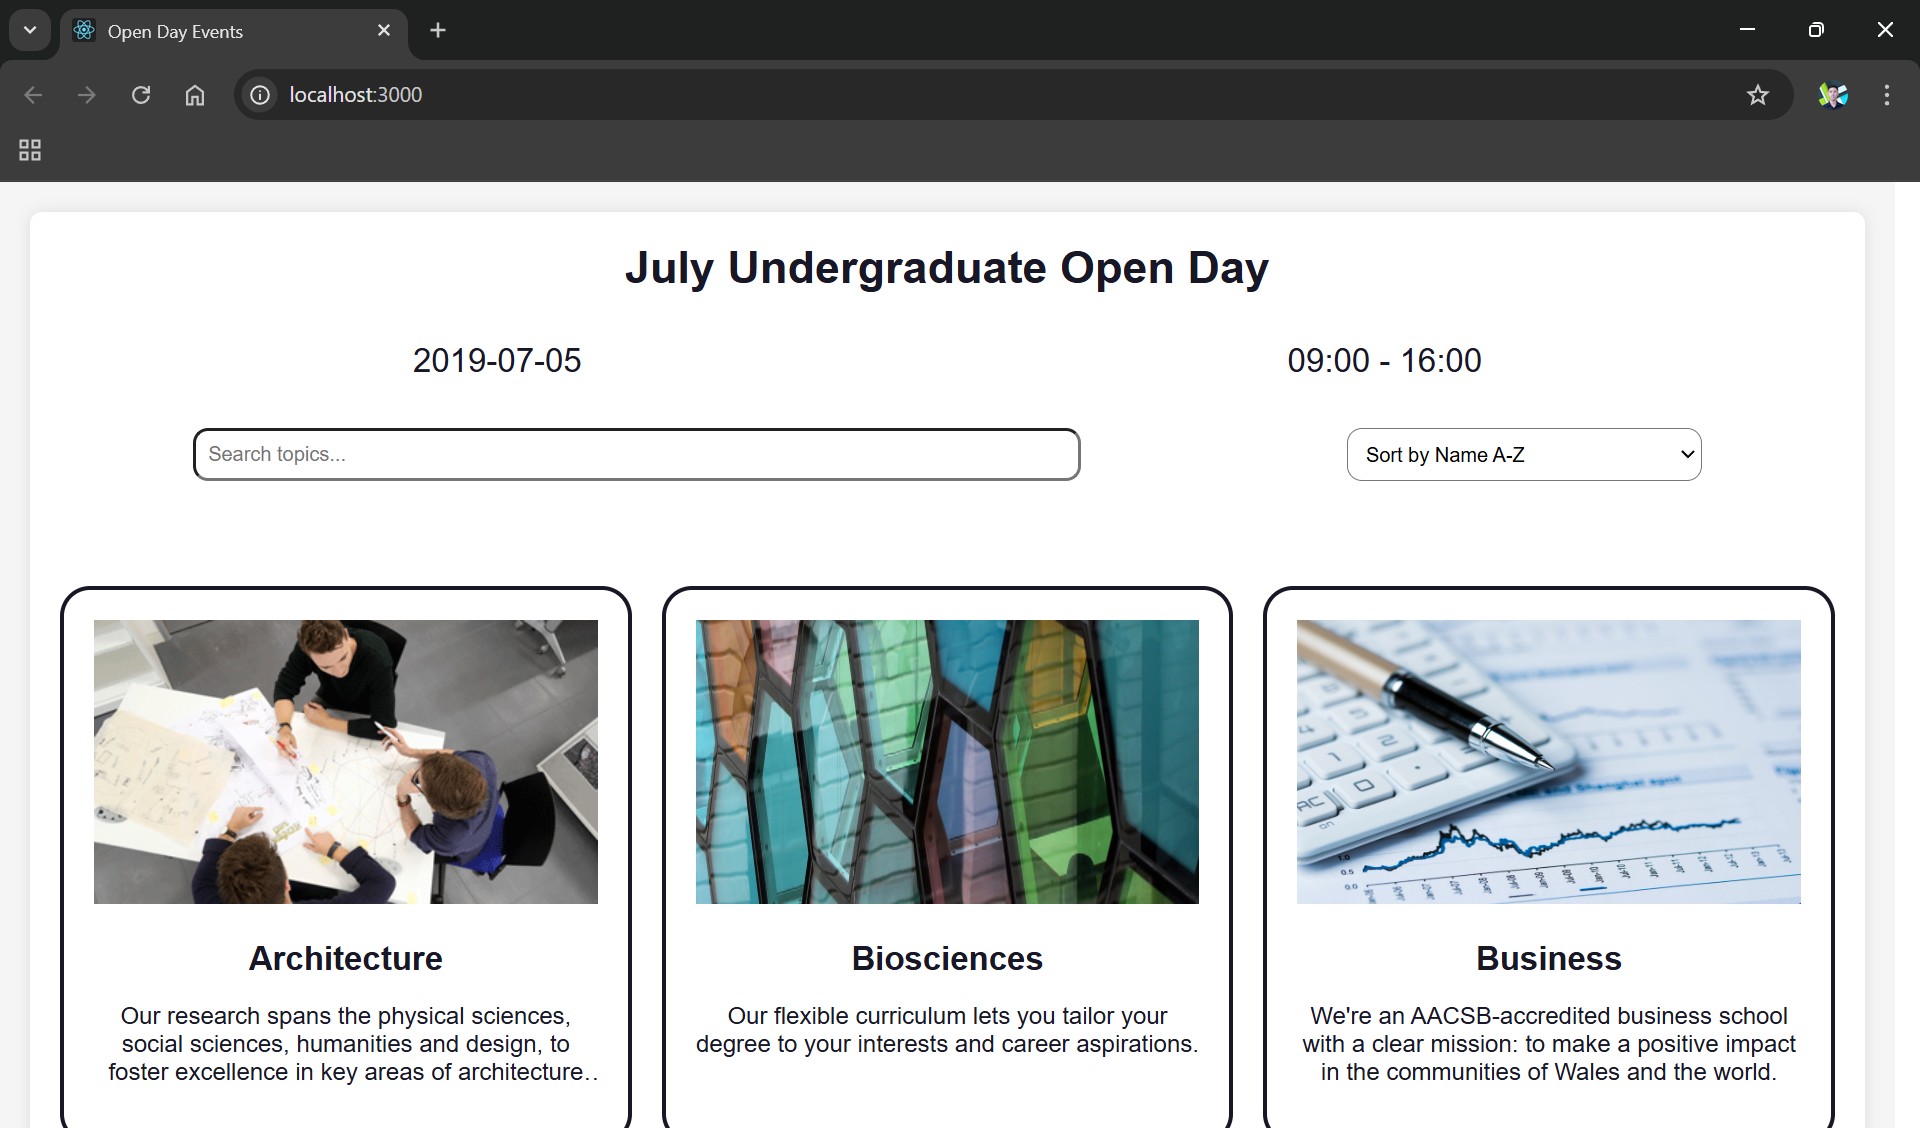 Open Day Events
localhost:3000
July Undergraduate Open Day
2019-07-05
09:00 - 16:00
Search topics...
Sort by Name A-Z
Architecture
Our research spans the physical sciences,
social sciences, humanities and design, to
foster excellence in key areas of architecture..
Biosciences
Our flexible curriculum lets you tailor your
degree to your interests and career aspirations.
Business
We're an AACSB-accredited business school
with a clear mission: to make a positive impact
in the communities of Wales and the world.